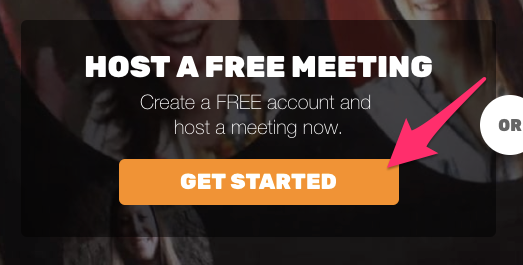 HOST A FREE MEETING
Create a FREE account and
host a meeting now.
OR
GET STARTED